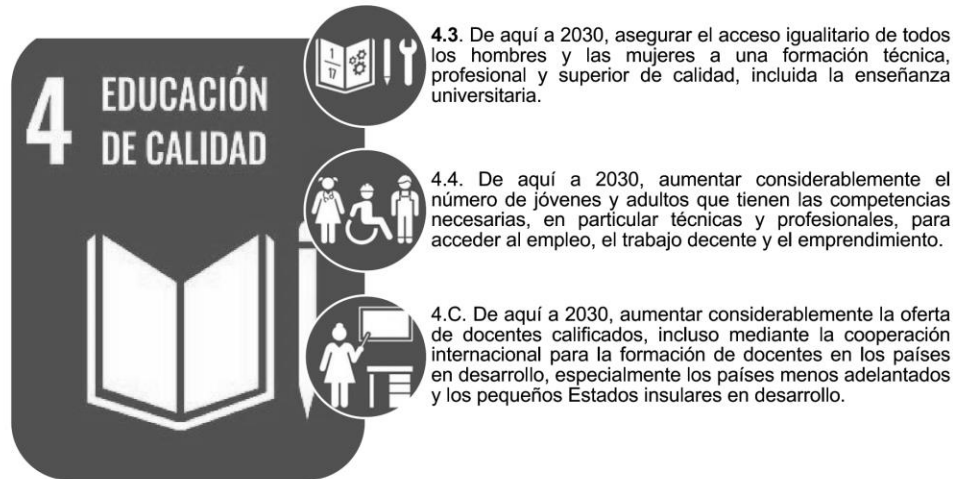 4 EDUCACIÓN
DE CALIDAD
1
17
4.3. De aquí a 2030, asegurar el acceso igualitario de todos
los hombres y las mujeres a una formación técnica,
profesional y superior de calidad, incluida la enseñanza
universitaria.
4.4. De aquí a 2030, aumentar considerablemente el
número de jóvenes y adultos que tienen las competencias
necesarias, en particular técnicas y profesionales, para
acceder al empleo, el trabajo decente y el emprendimiento.
4.C. De aquí a 2030, aumentar considerablemente la oferta
de docentes calificados, incluso mediante la cooperación
internacional para la formación de docentes en los países
en desarrollo, especialmente los países menos adelantados
y los pequeños Estados insulares en desarrollo.